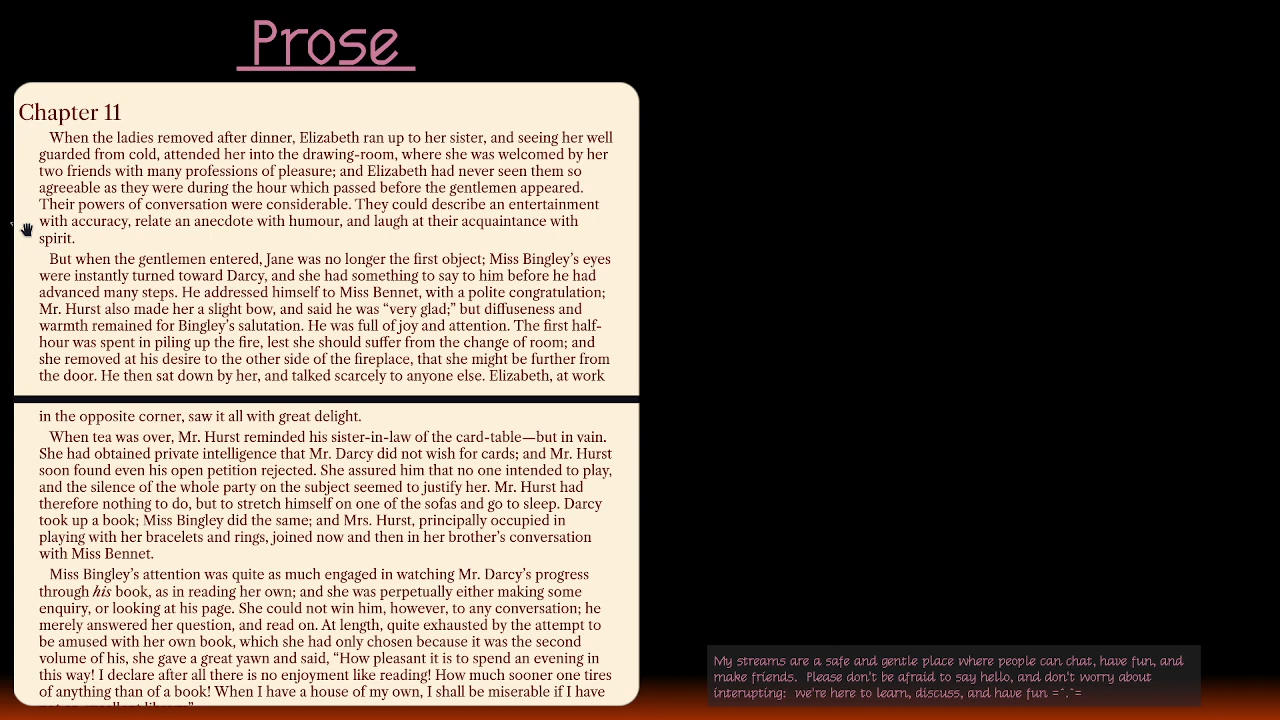 Prose
Chapter 11
When the ladies removed after dinner, Elizabeth ran up to her sister, and seeing her well
guarded from cold, attended her into the drawing-room, where she was welcomed by her
two friends with many professions of pleasure; and Elizabeth had never seen them so
agreeable as they were during the hour which passed before the gentlemen appeared.
Their powers of conversation were considerable. They could describe an entertainment
with accuracy, relate an anecdote with humour, and laugh at their acquaintance with
spirit.
But when the gentlemen entered, Jane was no longer the first object; Miss Bingley’s eyes
were instantly turned toward Darcy, and she had something to say to him before he had
advanced many steps. He addressed himself to Miss Bennet, with a polite congratulation;
Mr. Hurst also made her a slight bow, and said he was “very glad;” but diffuseness and
warmth remained for Bingley’s salutation. He was full of joy and attention. The first half-
hour was spent in piling up the fire, lest she should suffer from the change of room; and
she removed at his desire to the other side of the fireplace, that she might be further from
the door. He then sat down by her, and talked scarcely to anyone else. Elizabeth, at work
in the opposite corner, saw it all with great delight.
When tea was over, Mr. Hurst reminded his sister-in-law of the card-table—but in vain.
She had obtained private intelligence that Mr. Darcy did not wish for cards; and Mr. Hurst
soon found even his open petition rejected. She assured him that no one intended to play,
and the silence of the whole party on the subject seemed to justify her. Mr. Hurst had
therefore nothing to do, but to stretch himself on one of the sofas and go to sleep. Darcy
took up a book; Miss Bingley did the same; and Mrs. Hurst, principally occupied in
playing with her bracelets and rings, joined now and then in her brother’s conversation
with Miss Bennet.
Miss Bingley’s attention was quite as much engaged in watching Mr. Darcy’s progress
through his book, as in reading her own; and she was perpetually either making some
enquiry, or looking at his page. She could not win him, however, to any conversation; he
merely answered her question, and read on. At length, quite exhausted by the attempt to
be amused with her own book, which she had only chosen because it was the second
volume of his, she gave a great yawn and said, “How pleasant it is to spend an evening in
this way! I declare after all there is no enjoyment like reading! How much sooner one tires
of anything than of a book! When I have a house of my own, I shall be miserable if I have
My streams are a safe and gentle place where people can chat, have fun, and
make friends. Please don't be afraid to say hello, and don't worry about
interupting: we're here to learn, discuss, and have fun =^.^=